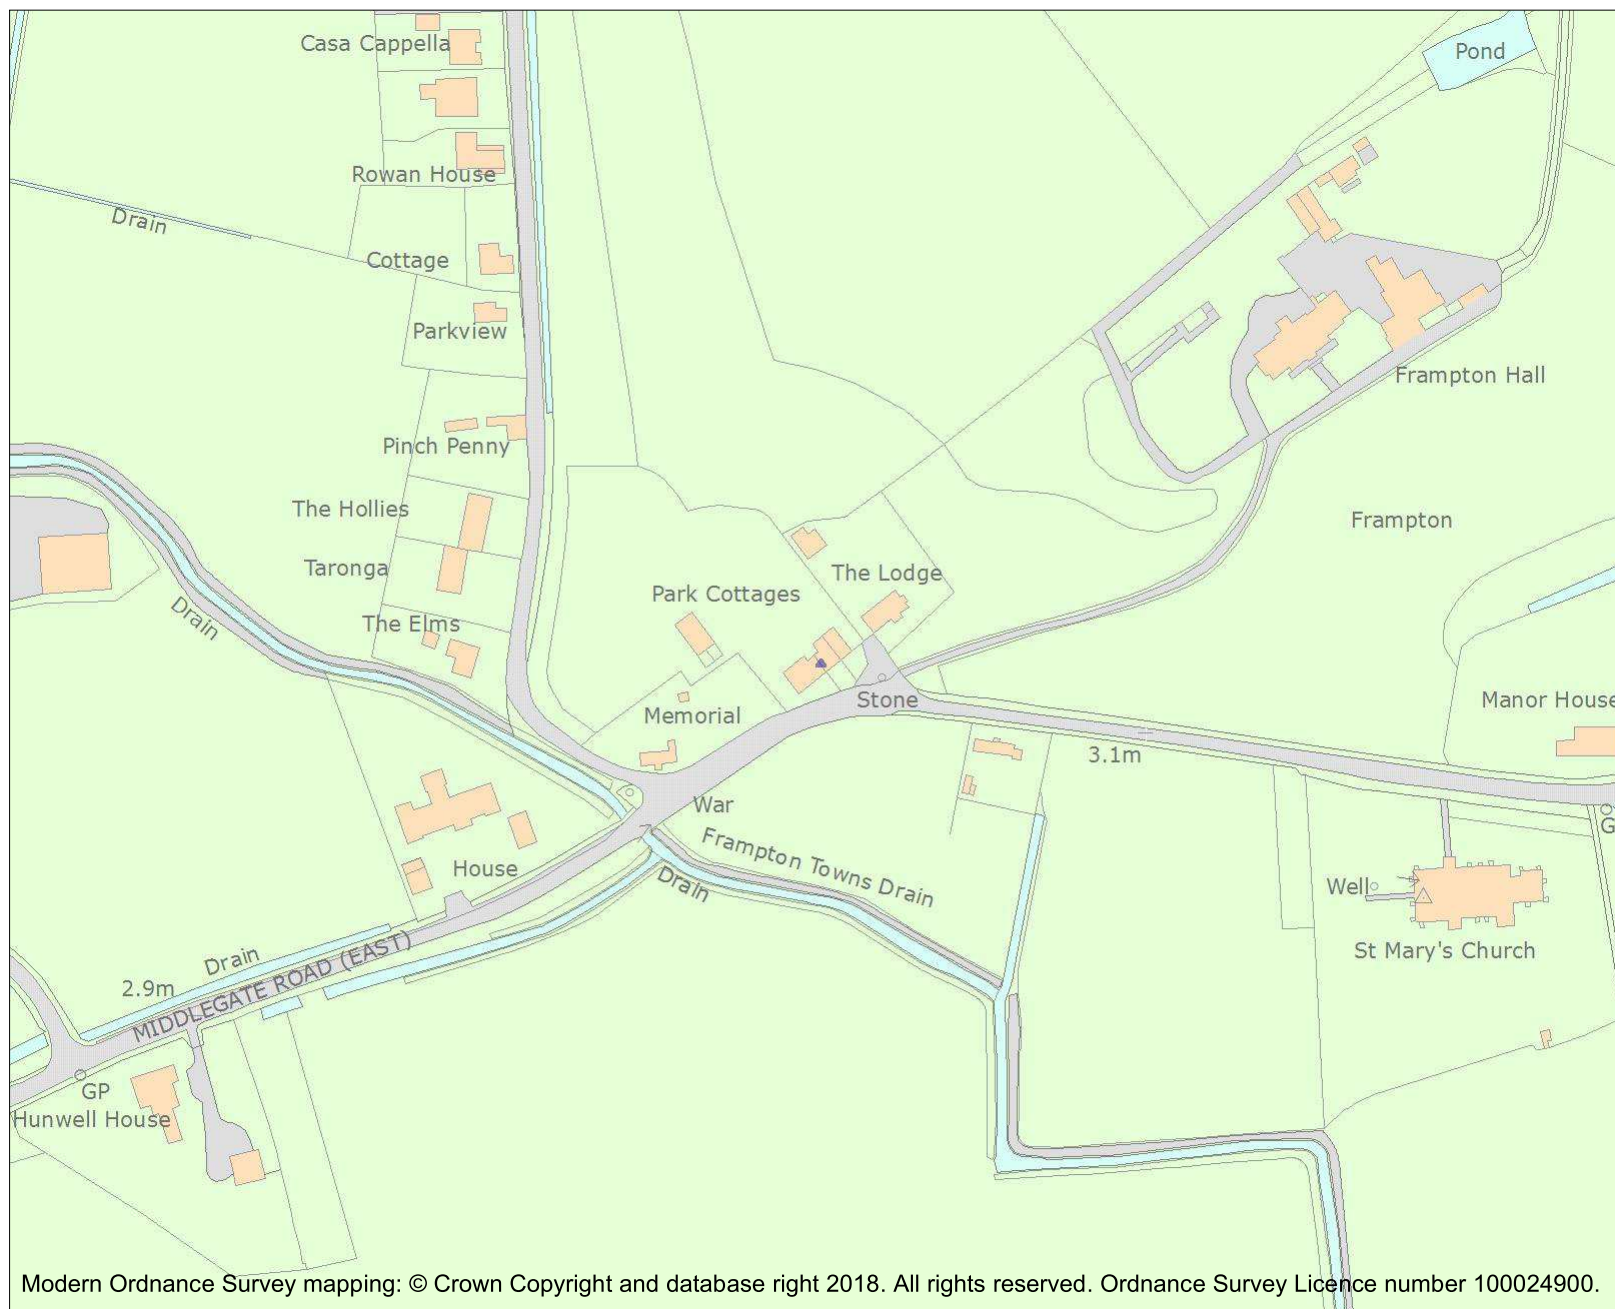 Casa Cappella
Pond
Rowan House
Drain
Cottage
Parkview
Frampton Hall
Pinch Penny
The Hollies
Frampton
Taronga
The Lodge
Park Cottages
Drain
The Elms
Stone
Manor House
Memorial
3.1m
War
G
Frampton Towns Drain
House
Drain
Well
St Mary's Church
Drain
2.9m
MIDDLEGATE ROAD (EAST)
GP
Hunwell House
Modern Ordnance Survey mapping: © Crown Copyright and database right 2018. All rights reserved. Ordnance Survey Licence number 100024900.